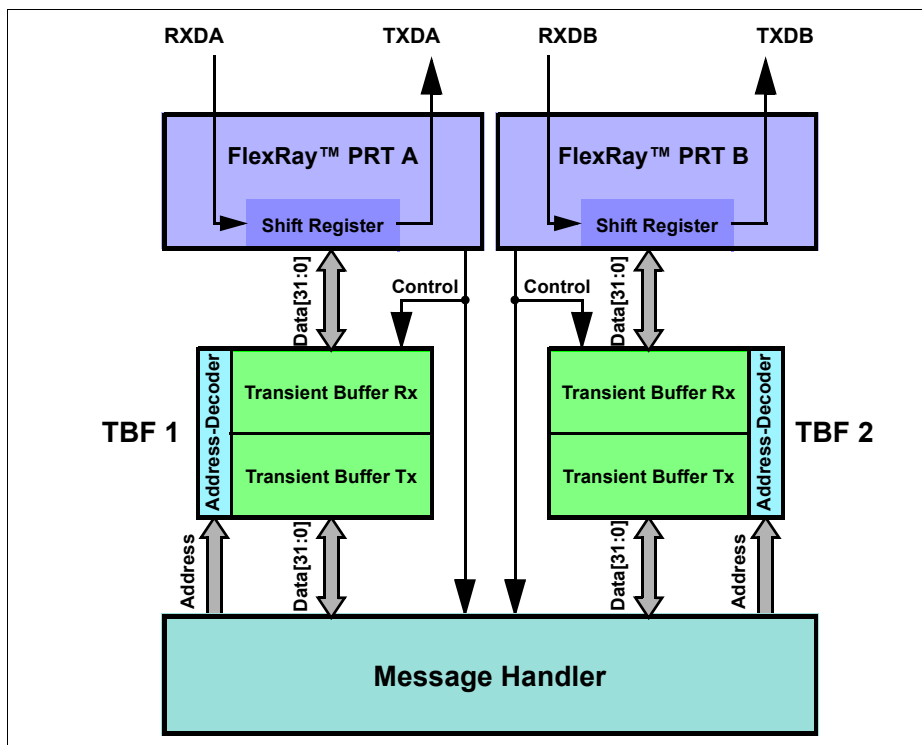 RXDA
TXDA
RXDB
TXDB
FlexRay™ PRT A
FlexRay™ PRT B
Shift Register
Shift Register
Data[31:0]
Control
Control
Data[31:0]
TBF 1
Address-Decoder
Transient Buffer Rx
Transient Buffer Tx
Transient Buffer Rx
Transient Buffer Tx
Address-Decoder
TBF 2
Address
Data[31:0]
Data[31:0]
Address
Message Handler